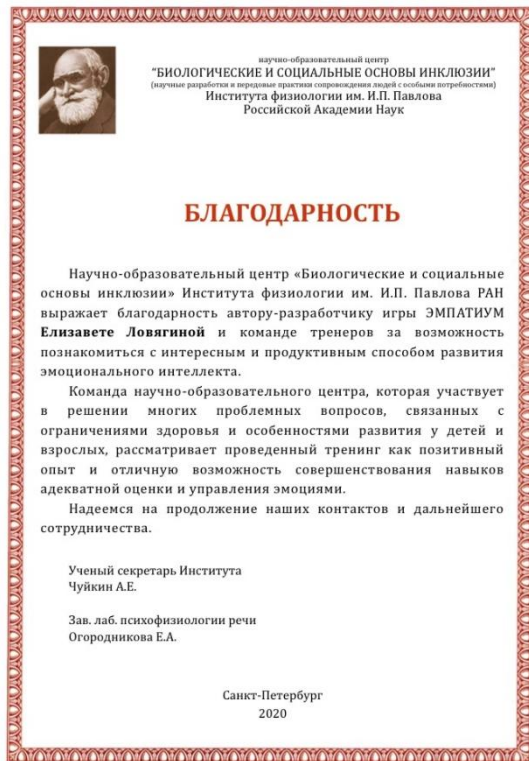 научно-образовательный центр
"БИОЛОГИЧЕСКИЕ И СОЦИАЛЬНЫЕ ОСНОВЫ ИНКЛЮЗИИ"
(научные разработки и передовые практики сопровождения людей с особыми потребностями)
Института физиологии им. И.П. Павлова
Российской Академии Наук
БЛАГОДАРНОСТЬ
Научно-образовательный центр «Биологические и социальные
основы инклюзии» Института физиологии им. И.П. Павлова РАН
выражает благодарность автору-разработчику игры ЭМПАТИУМ
Елизавете Ловягиной и команде тренеров за возможность
познакомиться с интересным и продуктивным способом развития
эмоционального интеллекта.
Команда научно-образовательного центра, которая участвует
в решении многих проблемных вопросов, связанных с
ограничениями здоровья и особенностями развития у детей и
взрослых, рассматривает проведенный тренинг как позитивный
опыт и отличную возможность совершенствования навыков
адекватной оценки и управления эмоциями.
Надеемся на продолжение наших контактов и дальнейшего
сотрудничества.
Ученый секретарь Института
Чуйкин А.Е.
Зав. лаб. психофизиологии речи
Огородникова Е.А.
Санкт-Петербург
2020